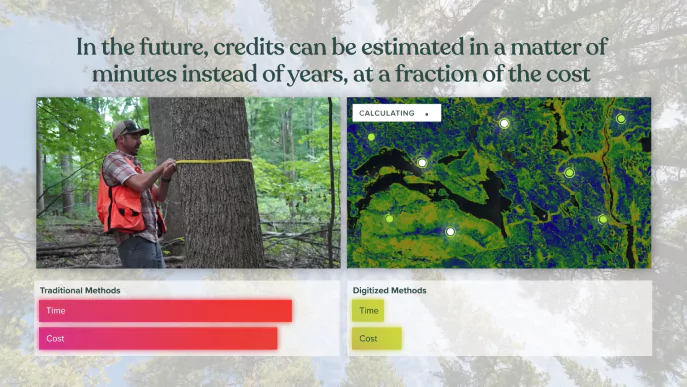 In the future, credits can be estimated in a matter of
minutes instead of years, at a fraction of the cost
CALCULATING
Traditional Methods
Time
Cost
Digitized Methods
Time
Cost